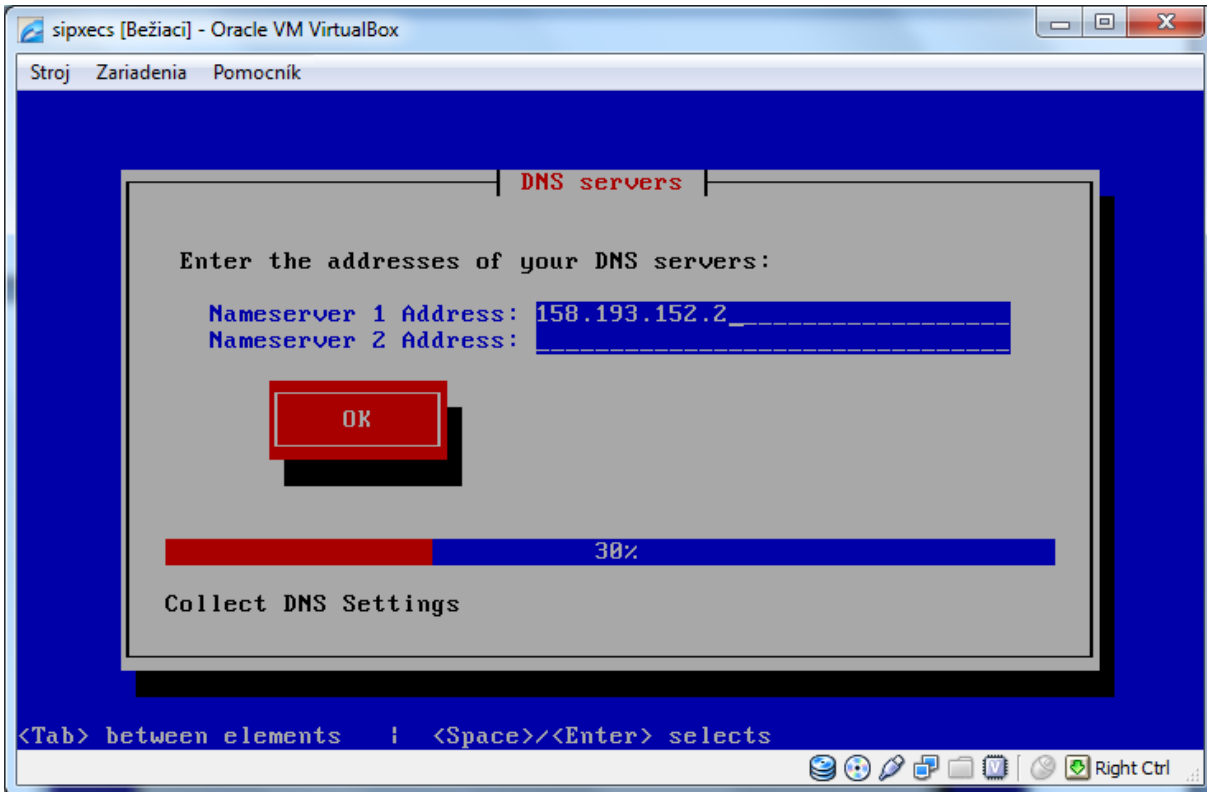 sipxecs [Bežiaci] - Oracle VM VirtualBox
Stroj Zariadenia Pomocník
DNS servers
Enter the addresses of your DNS servers:
Nameserver 1 Address: 158.193.152.2
Nameserver 2 Address:
OK
30%
Collect DNS Settings
<Tab> between elements | <Space>/<Enter> selects
Right Ctrl